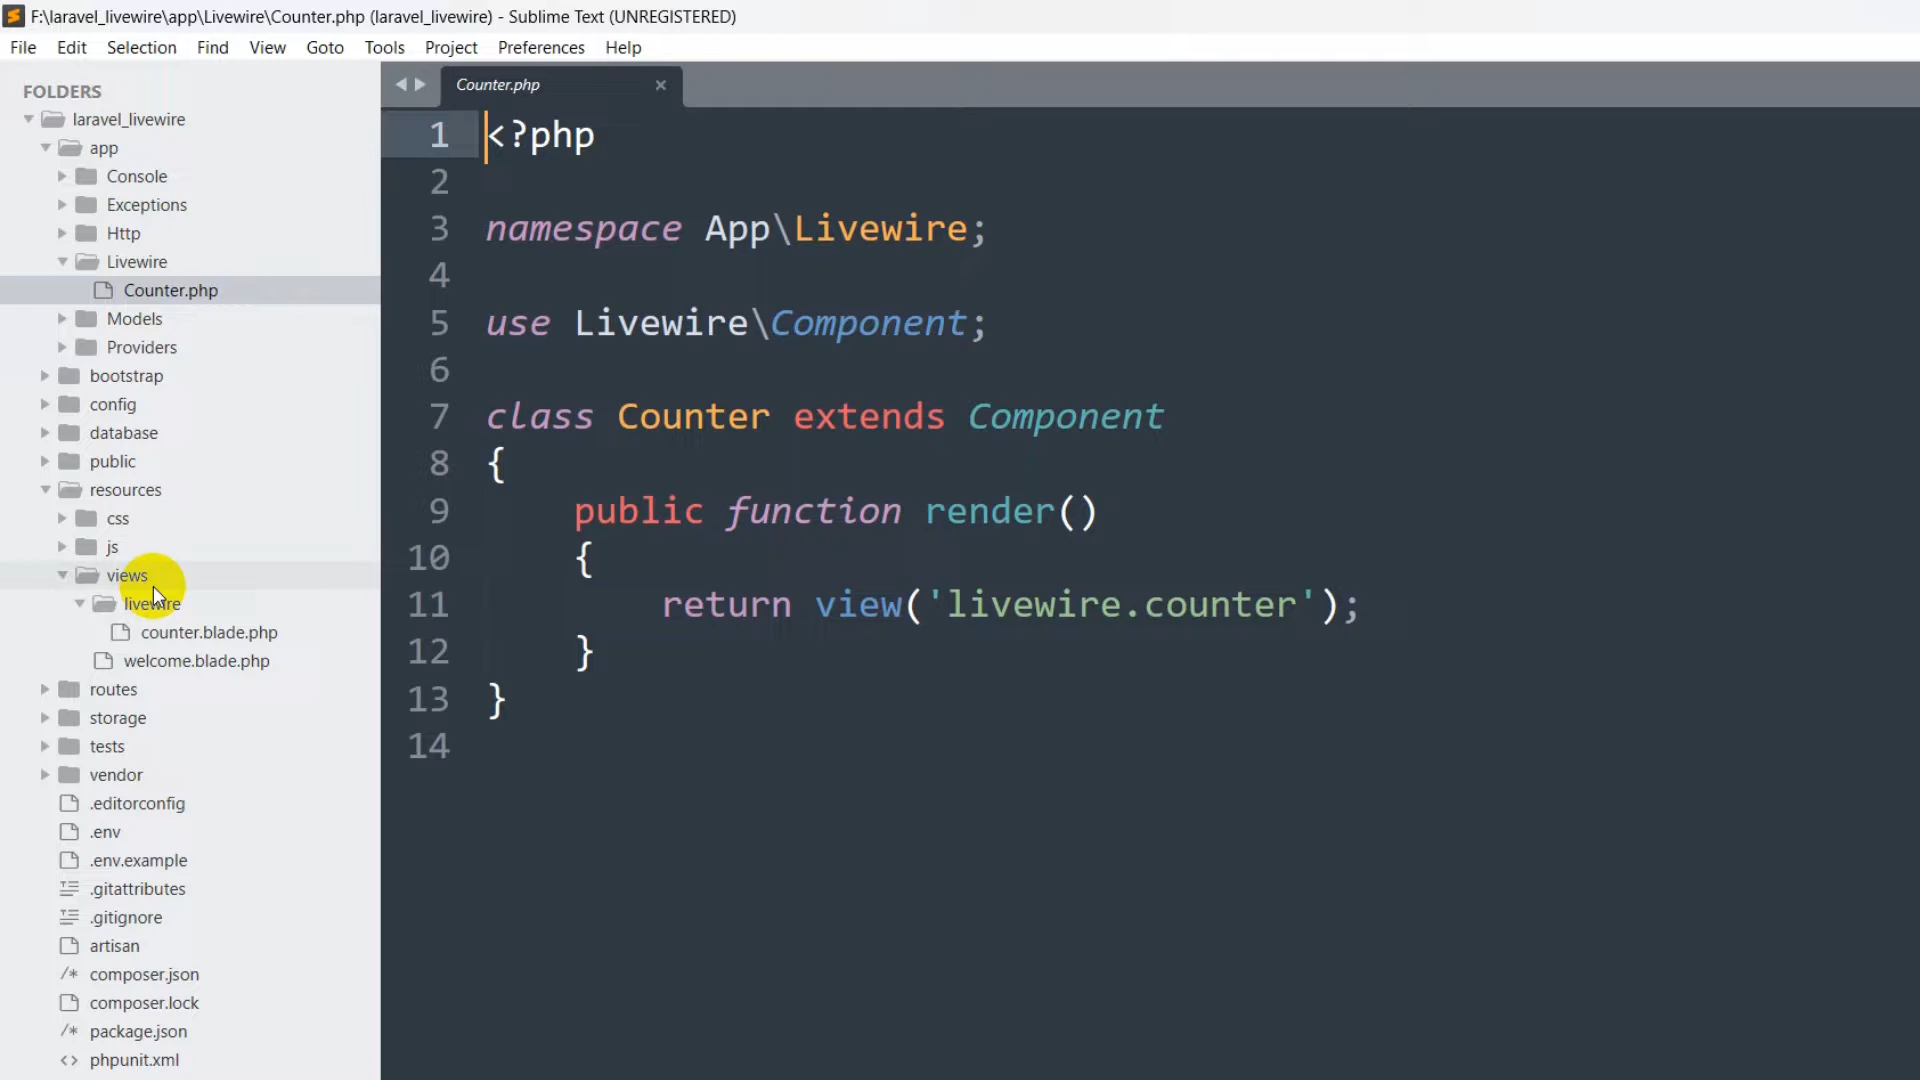 F:\laravel_livewire\app\Livewire\Counter.php (laravel_livewire) - Sublime Text (UNREGISTERED)
File Edit Selection Find View Goto Tools Project Preferences Help
FOLDERS
laravel_livewire
app
Console
Exceptions
Http
Livewire
Counter.php
Models
Providers
bootstrap
config
database
public
resources
css
js
views
livewire
counter.blade.php
welcome.blade.php
routes
storage
tests
vendor
.editorconfig
.env
.env.example
.gitattributes
.gitignore
artisan
/* composer.json
composer.lock
/* package.json
<> phpunit.xml
Counter.php ×
1 <?php
2
3 namespace App\Livewire;
4
5 use Livewire\Component;
6
7 class Counter extends Component
8 {
9     public function render()
10     {
11         return view('livewire.counter');
12     }
13 }
14